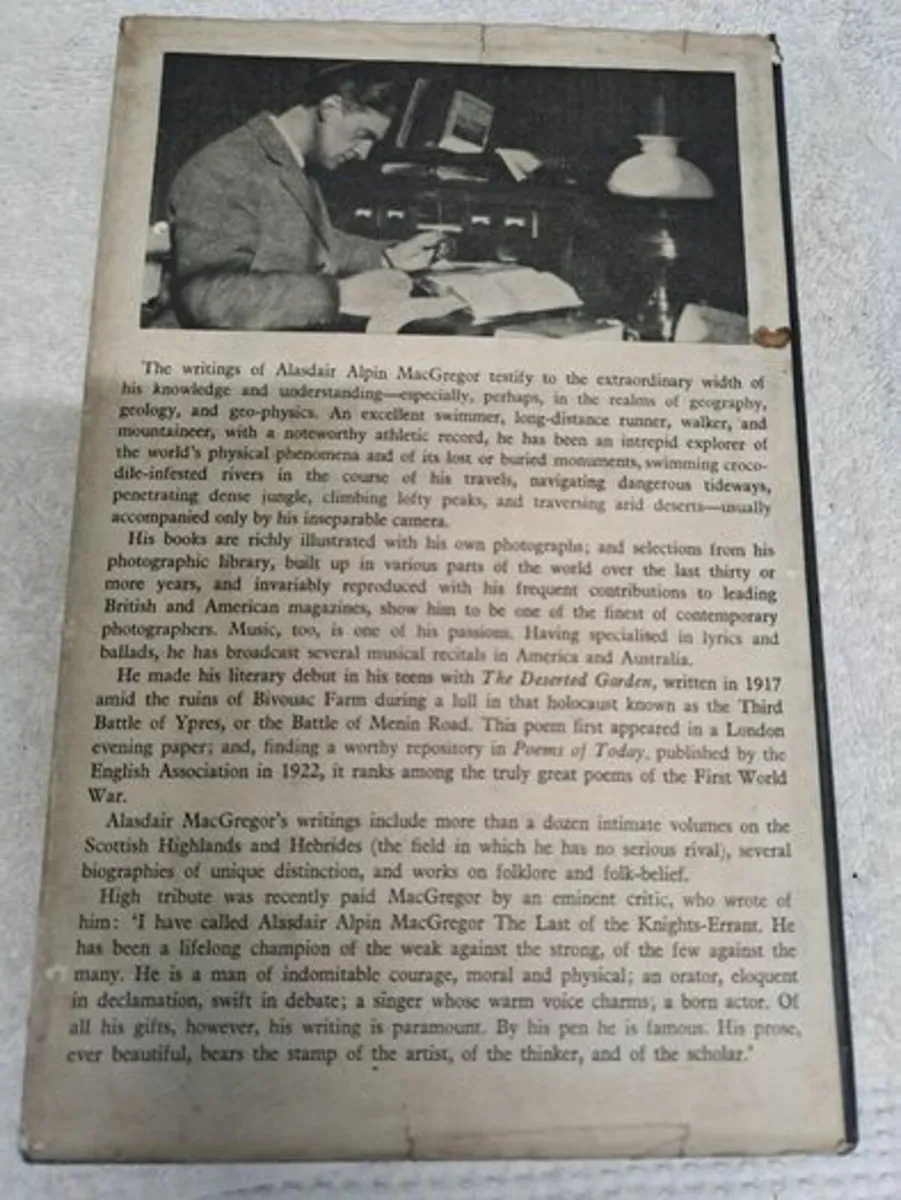 The writings of Alasdair Alpin MacGregor testify to the extraordinary width of
his knowledge and understanding—especially, perhaps, in the realms of geography,
geology, and geo-physics. An excellent swimmer, long-distance runner, walker, and
mountaineer, with a noteworthy athletic record, he has been an intrepid explorer of
the world's physical phenomena and of its lost or buried monuments, swimming croco-
dile-infested rivers in the course of his travels, navigating dangerous tideways,
penetrating dense jungle, climbing lofty peaks, and traversing arid deserts—usually
accompanied only by his inseparable camera.
His books are richly illustrated with his own photographs; and selections from his
photographic library, built up in various parts of the world over the last thirty or
more years, and invariably reproduced with his frequent contributions to leading
British and American magazines, show him to be one of the finest of contemporary
photographers. Music, too, is one of his passions. Having specialised in lyrics and
ballads, he has broadcast several musical recitals in America and Australia.
He made his literary debut in his teens with The Deserted Garden, written in 1917
amid the ruins of Bivouac Farm during a lull in that holocaust known as the Third
Battle of Ypres, or the Battle of Menin Road. This poem first appeared in a London
evening paper; and, finding a worthy repository in Poems of Today, published by the
English Association in 1922, it ranks among the truly great poems of the First World
War.
Alasdair MacGregor's writings include more than a dozen intimate volumes on the
Scottish Highlands and Hebrides (the field in which he has no serious rival), several
biographies of unique distinction, and works on folklore and folk-belief.
High tribute was recently paid MacGregor by an eminent critic, who wrote of
him: 'I have called Alasdair Alpin MacGregor The Last of the Knights-Errant. He
has been a lifelong champion of the weak against the strong, of the few against the
many. He is a man of indomitable courage, moral and physical; an orator, eloquent
in declamation, swift in debate; a singer whose warm voice charms; a born actor. Of
all his gifts, however, his writing is paramount. By his pen he is famous. His prose,
ever beautiful, bears the stamp of the artist, of the thinker, and of the scholar.'